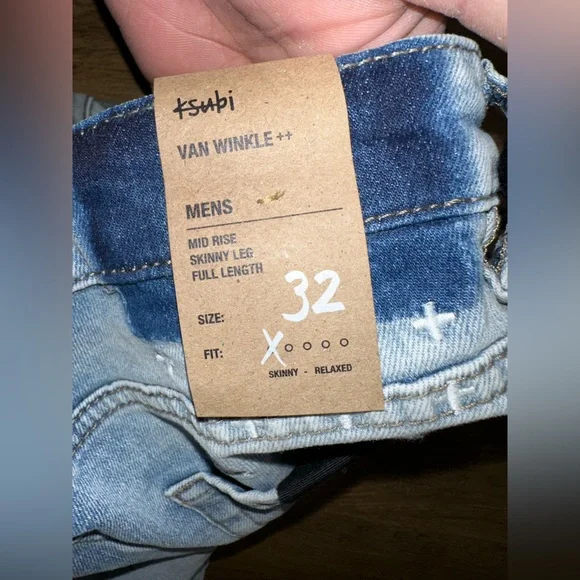 ksubi
VAN WINKLE ++
MENS
MID RISE
SKINNY LEG
FULL LENGTH
SIZE: 32
FIT: X○○○○
SKINNY - RELAXED